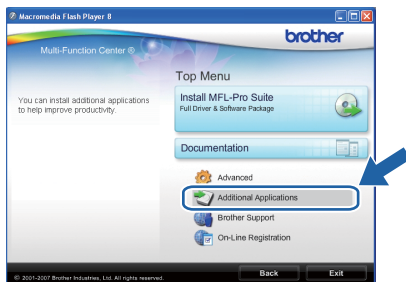 Macromedia Flash Player 8
brother
Multi-Function Center ®
Top Menu
You can install additional applications
to help improve productivity.
Install MFL-Pro Suite
Full Driver & Software Package
Documentation
Advanced
Additional Applications
Brother Support
On-Line Registration
© 2001-2007 Brother Industries, Ltd. All rights reserved.
Back
Exit